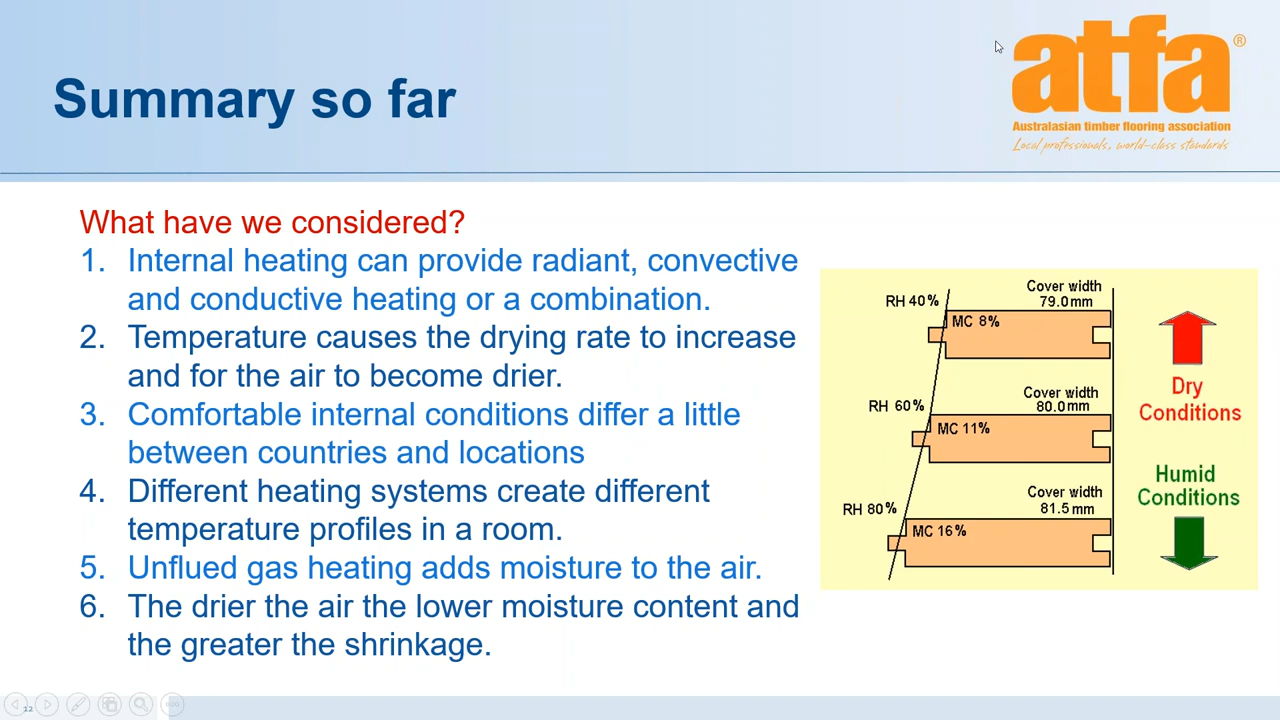 Summary so far
atfa®
Australasian timber flooring association
Local professionals, world-class standards
What have we considered?
1. Internal heating can provide radiant, convective
and conductive heating or a combination.
2. Temperature causes the drying rate to increase
and for the air to become drier.
3. Comfortable internal conditions differ a little
between countries and locations
4. Different heating systems create different
temperature profiles in a room.
5. Unflued gas heating adds moisture to the air.
6. The drier the air the lower moisture content and
the greater the shrinkage.
RH 40%
Cover width
79.0mm
MC 8%
RH 60%
Cover width
80.0mm
MC 11%
RH 80%
Cover width
81.5 mm
MC 16%
Dry
Conditions
Humid
Conditions
12